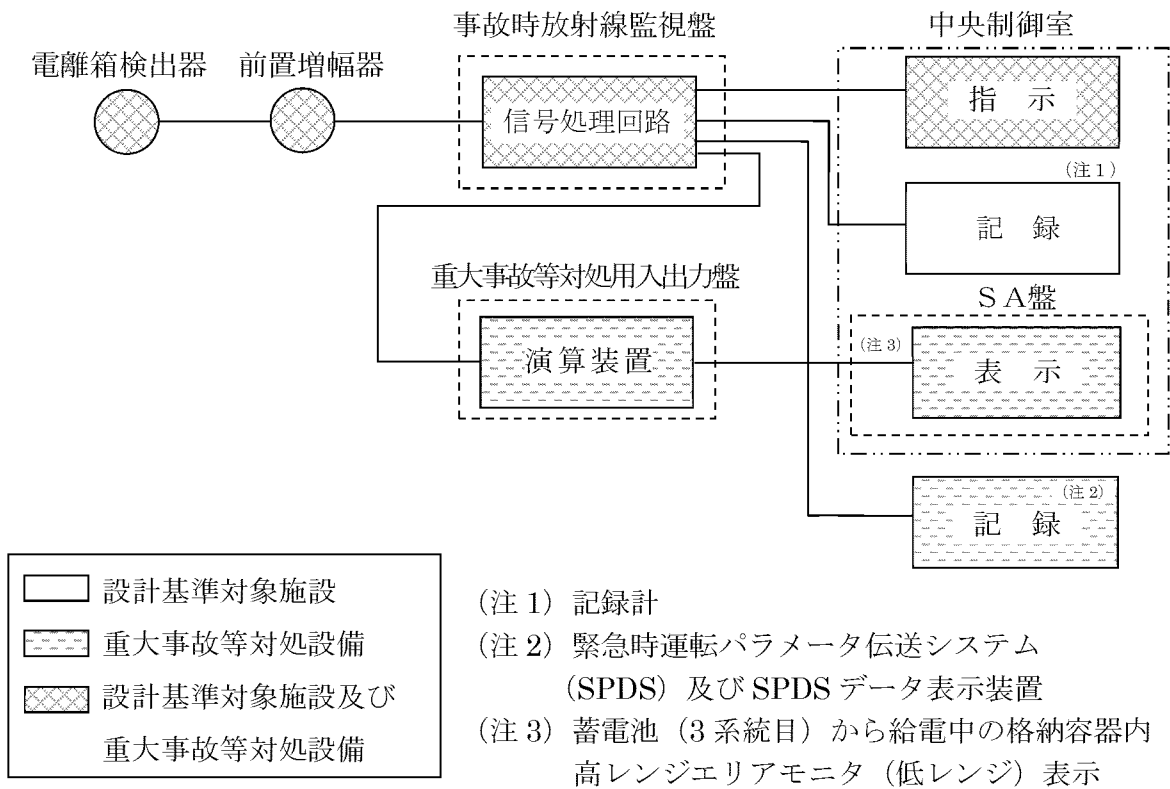 事故時放射線監視盤
中央制御室
電離箱検出器
前置増幅器
信号処理回路
指示
(注1)
記録
重大事故等対処用入出力盤
SA盤
演算装置
(注3)
表示
(注2)
記録
設計基準対象施設
重大事故等対処設備
設計基準対象施設及び
重大事故等対処設備
(注1) 記録計
(注2) 緊急時運転パラメータ伝送システム
(SPDS) 及び SPDS データ表示装置
(注3) 蓄電池（3系統目）から給電中の格納容器内
高レンジエリアモニタ（低レンジ）表示